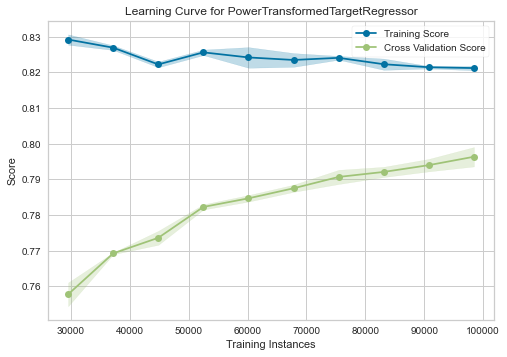 Learning Curve for PowerTransformedTargetRegressor
Training Score
Cross Validation Score
0.83
0.82
0.81
0.80
0.79
0.78
0.77
0.76
Score
30000 40000 50000 60000 70000 80000 90000 100000
Training Instances